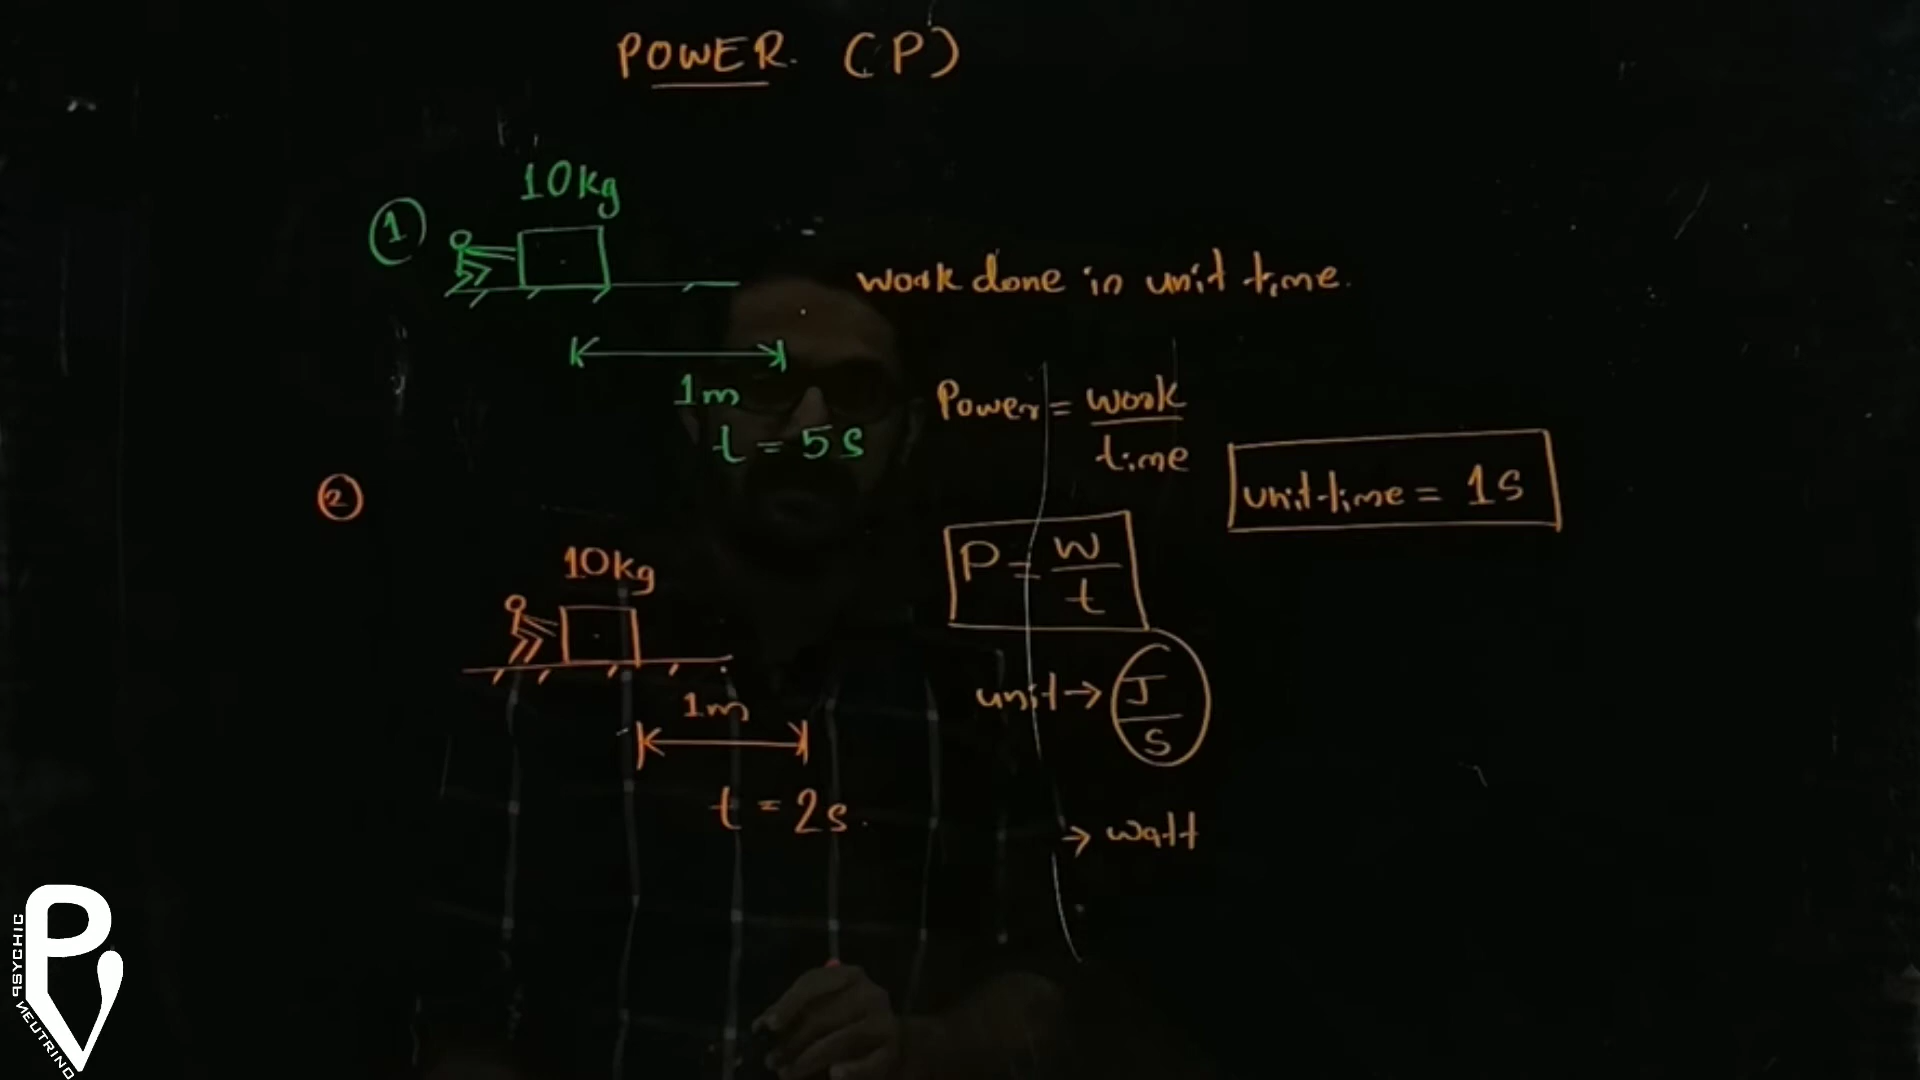 POWER. (P)
1
10kg
1m
t = 5s
work done in unit time.
Power = work
time
unit time = 1s
P = W
t
unit → J
s
→ watt
2
10kg
1m
t = 2s.
PSYCHIC
NEUTRINO